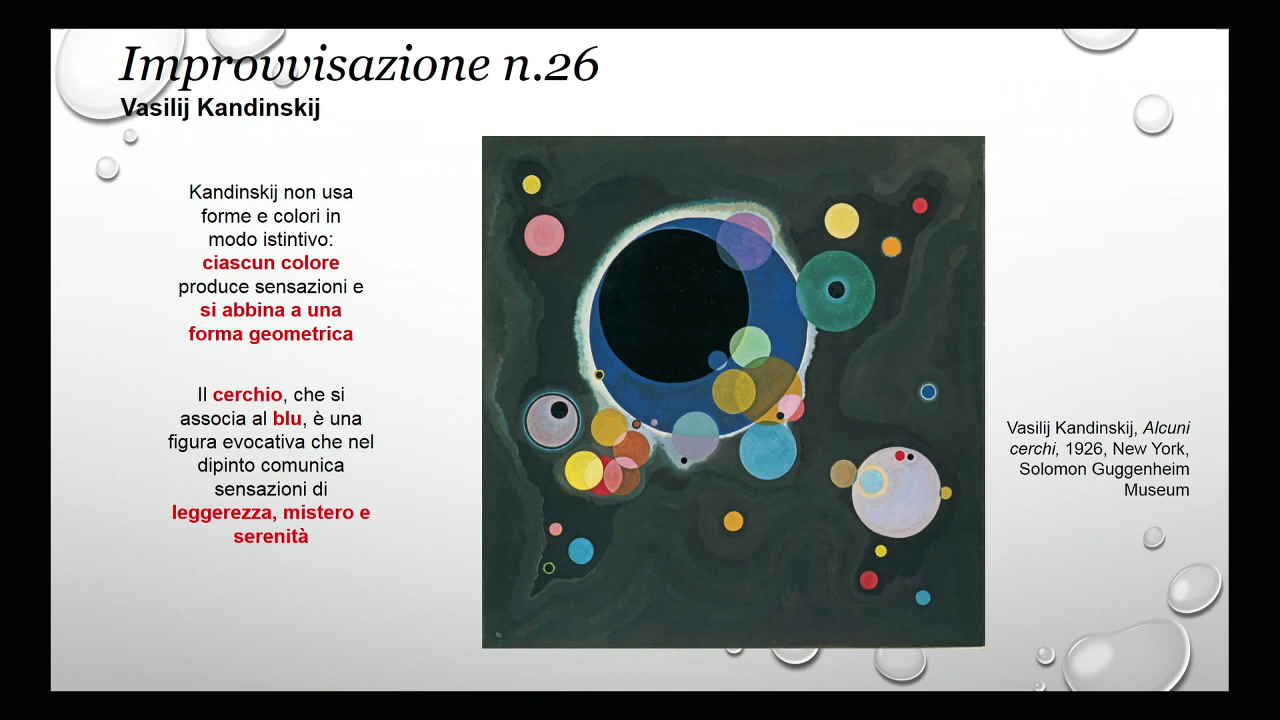 Improvvisazione n.26
Vasilij Kandinskij
Kandinskij non usa
forme e colori in
modo istintivo:
ciascun colore
produce sensazioni e
si abbina a una
forma geometrica
Il cerchio, che si
associa al blu, è una
figura evocativa che nel
dipinto comunica
sensazioni di
leggerezza, mistero e
serenità
Vasilij Kandinskij, Alcuni
cerchi, 1926, New York,
Solomon Guggenheim
Museum